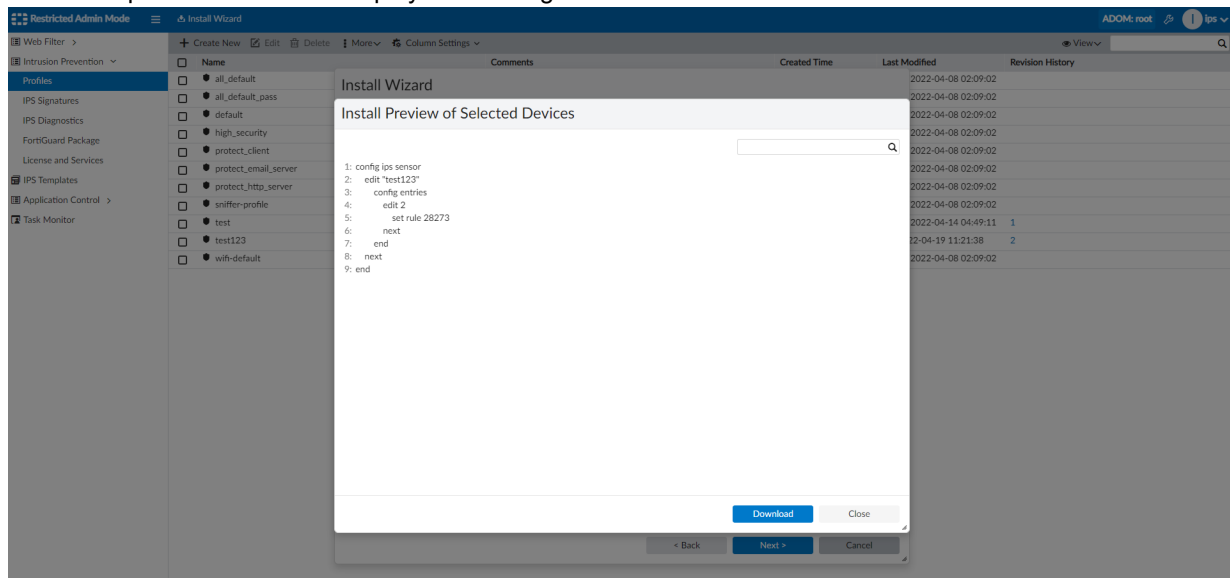 Restricted Admin Mode
Install Wizard
ADOM: root
ips
Web Filter >
Create New Edit Delete More Column Settings
View
Intrusion Prevention
Name Comments Created Time Last Modified Revision History
Profiles
IPS Signatures
IPS Diagnostics
FortiGuard Package
License and Services
IPS Templates
Application Control >
Task Monitor
all_default 2022-04-08 02:09:02
all_default_pass 2022-04-08 02:09:02
default 2022-04-08 02:09:02
high_security 2022-04-08 02:09:02
protect_client 2022-04-08 02:09:02
protect_email_server 2022-04-08 02:09:02
protect_http_server 2022-04-08 02:09:02
sniffer-profile 2022-04-08 02:09:02
test 2022-04-14 04:49:11 1
test123 22-04-19 11:21:38 2
wifi-default 2022-04-08 02:09:02
Install Wizard
Install Preview of Selected Devices
1: config ips sensor
2: edit "test123"
3: config entries
4: edit 2
5: set rule 28273
6: next
7: end
8: next
9: end
Download Close
< Back Next > Cancel